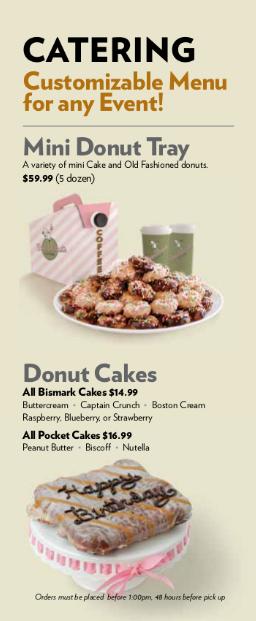 CATERING
Customizable Menu
for any Event!
Mini Donut Tray
A variety of mini Cake and Old Fashioned donuts.
$59.99 (5 dozen)
COFFEE
Donut Cakes
All Bismark Cakes $14.99
Buttercream • Captain Crunch • Boston Cream
Raspberry, Blueberry, or Strawberry
All Pocket Cakes $16.99
Peanut Butter • Biscoff • Nutella
Happy
Birthday
Orders must be placed before 1:00pm, 48 hours before pick up